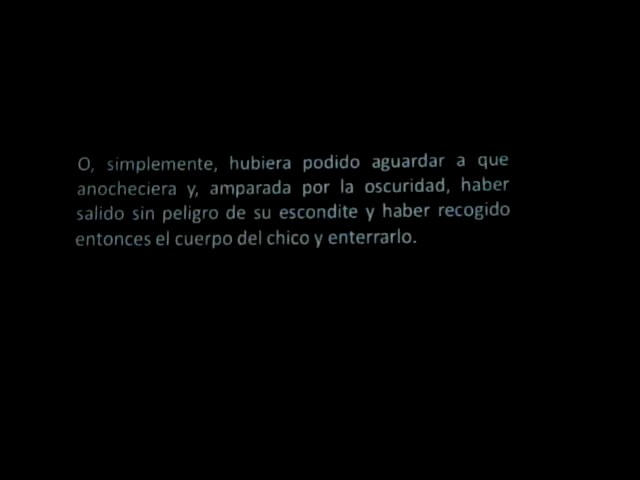 O, simplemente, hubiera podido aguardar a que
anocheciera y, amparada por la oscuridad, haber
salido sin peligro de su escondite y haber recogido
entonces el cuerpo del chico y enterrarlo.